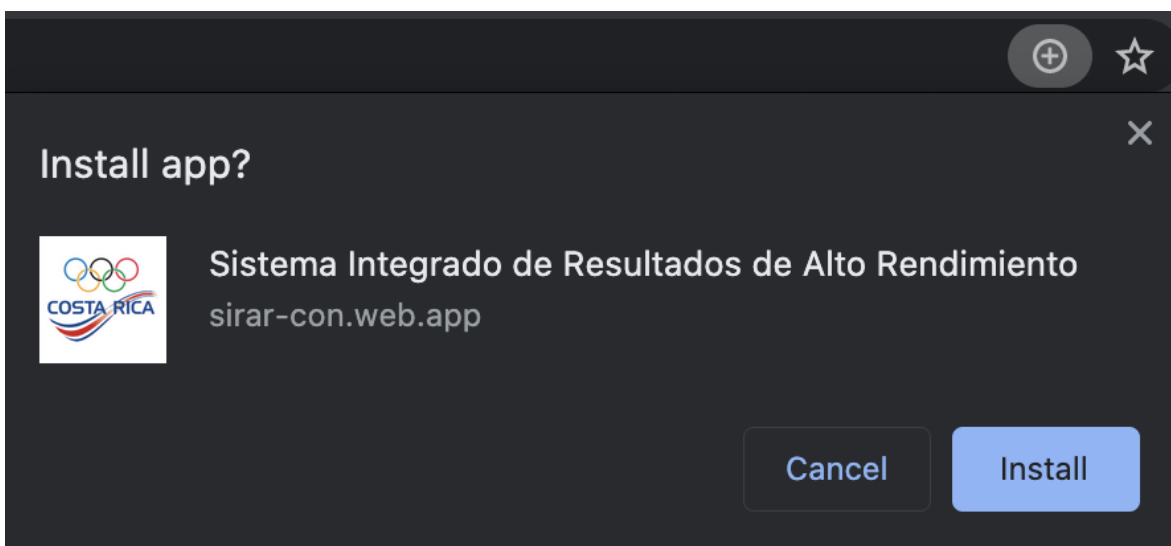 Install app?
COSTA RICA
Sistema Integrado de Resultados de Alto Rendimiento
sirar-con.web.app
Cancel
Install